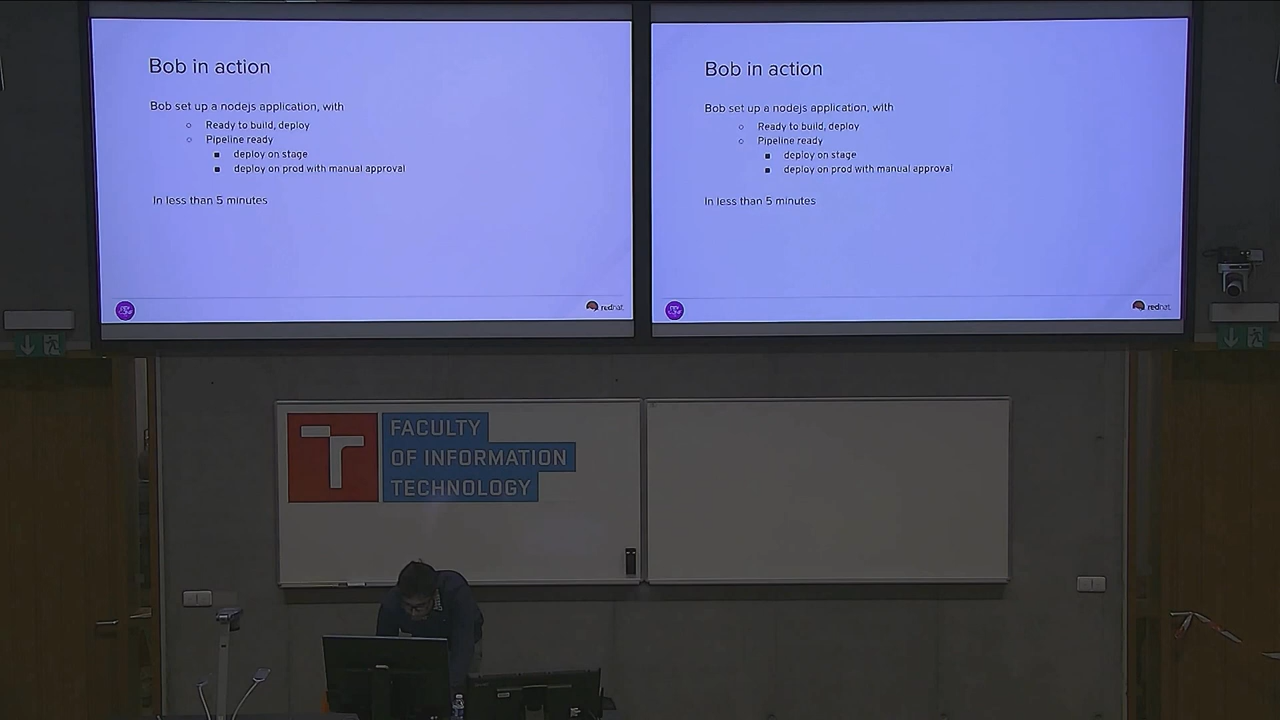 Bob in action
Bob set up a nodejs application, with
Ready to build, deploy
Pipeline ready
deploy on stage
deploy on prod with manual approval
In less than 5 minutes
redhat.
Bob in action
Bob set up a nodejs application, with
Ready to build, deploy
Pipeline ready
deploy on stage
deploy on prod with manual approval
In less than 5 minutes
redhat.
FACULTY
OF INFORMATION
TECHNOLOGY